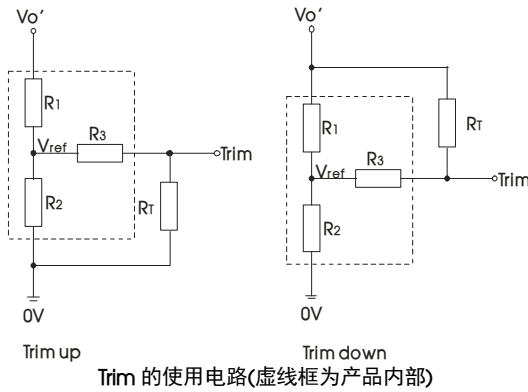 Vo'
R1
Vref
R3
Trim
R2
RT
0V
Trim up
Vo'
R1
RT
Vref
R3
Trim
R2
0V
Trim down
Trim 的使用电路(虚线框为产品内部)